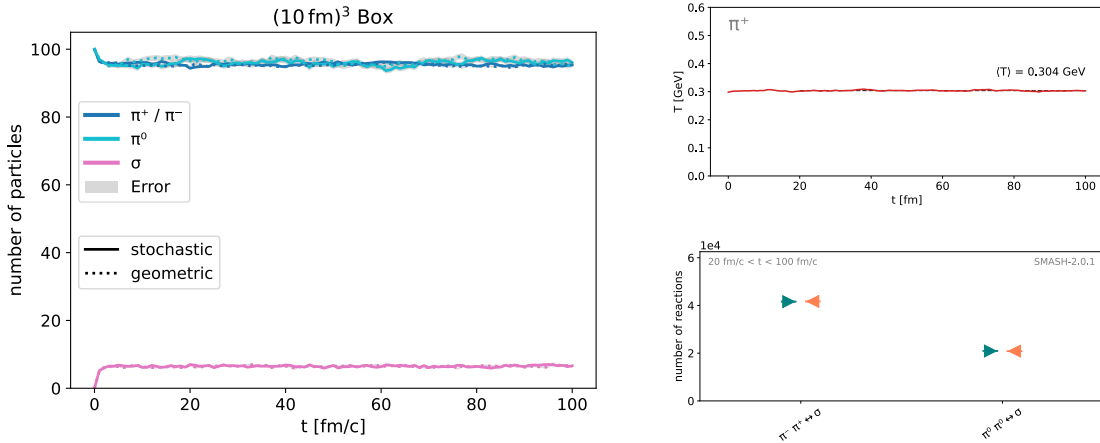 (10 fm)³ Box
number of particles
100
80
60
40
20
0
π⁺ / π⁻
π⁰
σ
Error
stochastic
geometric
0 20 40 60 80 100
t [fm/c]
π⁺
⟨T⟩ = 0.304 GeV
T [GeV]
0.6
0.5
0.4
0.3
0.2
0.1
0.0
0 20 40 60 80 100
t [fm]
1e4
20 fm/c < t < 100 fm/c SMASH-2.0.1
number of reactions
6
4
2
0
π⁻ π⁺ ↔ σ
π⁰ π⁰ ↔ σ